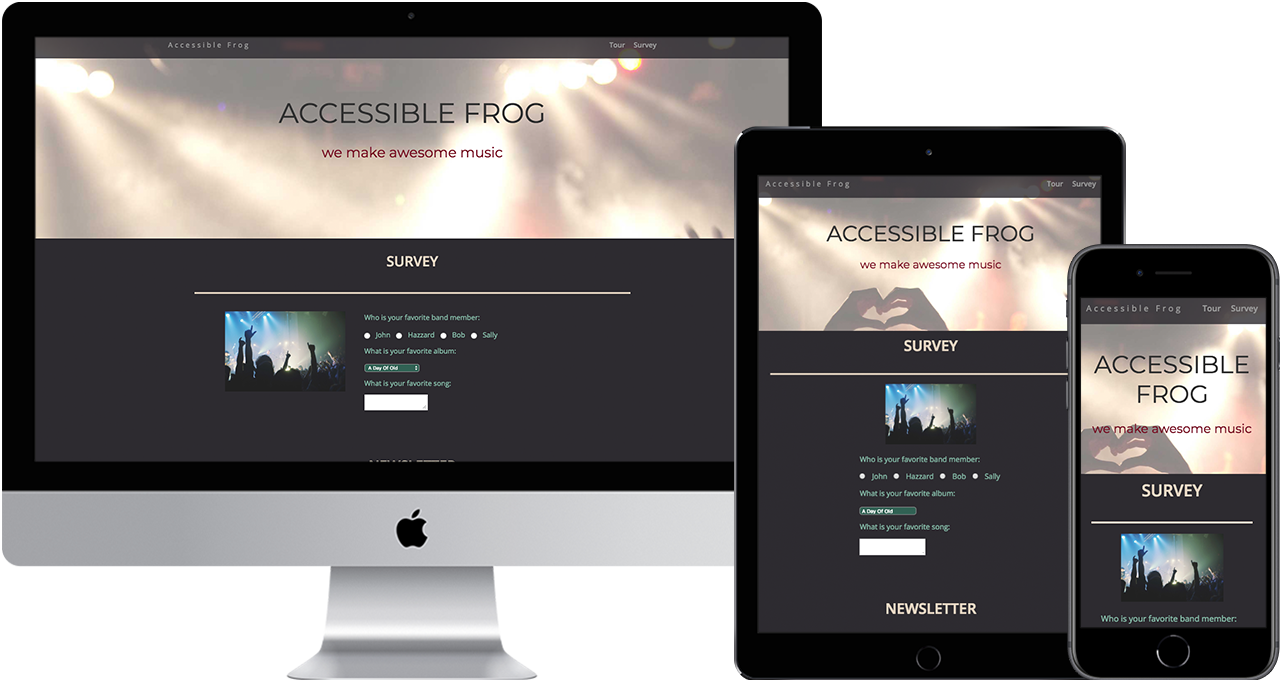 Accessible Frog Tour Survey
ACCESSIBLE FROG
we make awesome music
SURVEY
Who is your favorite band member:
John Hazzard Bob Sally
What is your favorite album:
A Day Of Old
What is your favorite song:
NEWSLETTER
Accessible Frog Tour Survey
ACCESSIBLE FROG
we make awesome music
SURVEY
Who is your favorite band member:
John Hazzard Bob Sally
What is your favorite album:
A Day Of Old
What is your favorite song:
NEWSLETTER
Accessible Frog Tour Survey
ACCESSIBLE
FROG
we make awesome music
SURVEY
Who is your favorite band member: